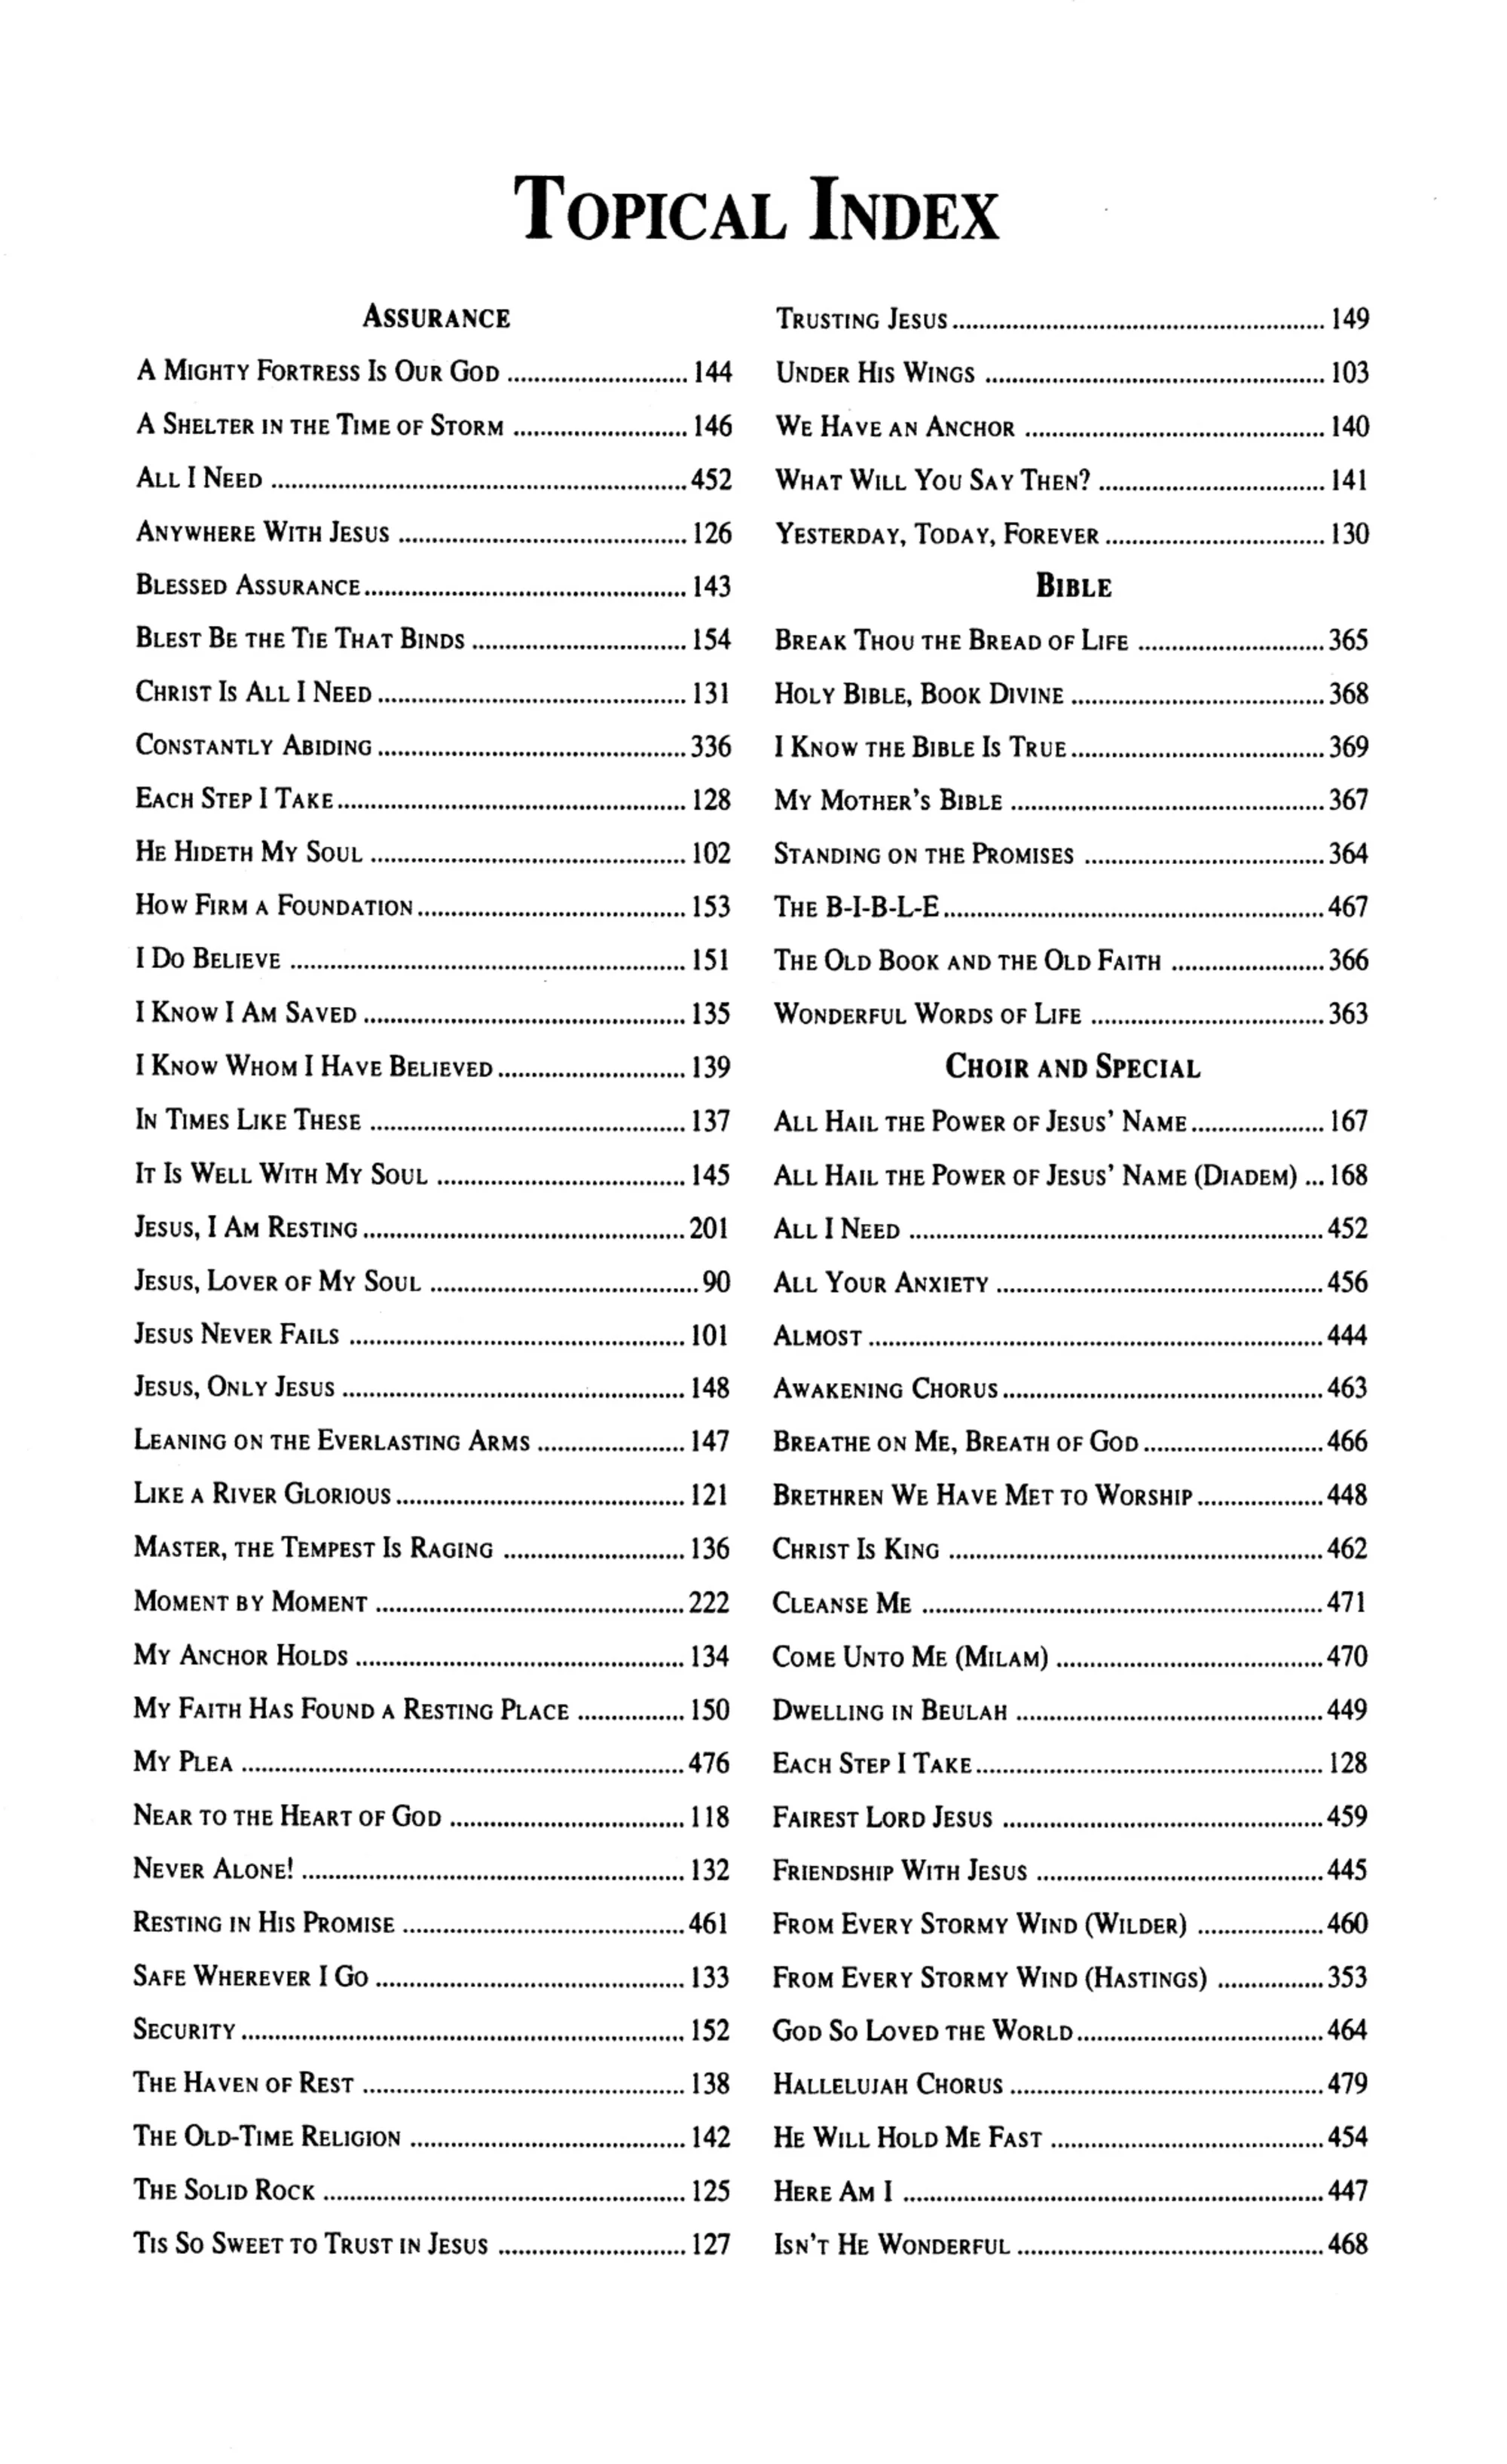 TOPICAL INDEX
ASSURANCE
A MIGHTY FORTRESS IS OUR GOD ........................... 144
A SHELTER IN THE TIME OF STORM .......................... 146
ALL I NEED .............................................................. 452
ANYWHERE WITH JESUS ........................................... 126
BLESSED ASSURANCE................................................ 143
BLEST BE THE TIE THAT BINDS ................................ 154
CHRIST IS ALL I NEED .............................................. 131
CONSTANTLY ABIDING .............................................. 336
EACH STEP I TAKE.................................................... 128
HE HIDETH MY SOUL ............................................... 102
HOW FIRM A FOUNDATION........................................ 153
I DO BELIEVE ........................................................... 151
I KNOW I AM SAVED ................................................ 135
I KNOW WHOM I HAVE BELIEVED ............................ 139
IN TIMES LIKE THESE ............................................... 137
IT IS WELL WITH MY SOUL ..................................... 145
JESUS, I AM RESTING ................................................ 201
JESUS, LOVER OF MY SOUL ........................................ 90
JESUS NEVER FAILS .................................................. 101
JESUS, ONLY JESUS ................................................... 148
LEANING ON THE EVERLASTING ARMS ...................... 147
LIKE A RIVER GLORIOUS ........................................... 121
MASTER, THE TEMPEST IS RAGING ........................... 136
MOMENT BY MOMENT .............................................. 222
MY ANCHOR HOLDS ................................................. 134
MY FAITH HAS FOUND A RESTING PLACE ................ 150
MY PLEA .................................................................. 476
NEAR TO THE HEART OF GOD ................................... 118
NEVER ALONE! ......................................................... 132
RESTING IN HIS PROMISE .......................................... 461
SAFE WHEREVER I GO .............................................. 133
SECURITY .................................................................. 152
THE HAVEN OF REST ................................................ 138
THE OLD-TIME RELIGION ......................................... 142
THE SOLID ROCK ...................................................... 125
TIS SO SWEET TO TRUST IN JESUS ............................ 127
TRUSTING JESUS ........................................................ 149
UNDER HIS WINGS ................................................... 103
WE HAVE AN ANCHOR ............................................. 140
WHAT WILL YOU SAY THEN? .................................. 141
YESTERDAY, TODAY, FOREVER ................................. 130
BIBLE
BREAK THOU THE BREAD OF LIFE ............................ 365
HOLY BIBLE, BOOK DIVINE ...................................... 368
I KNOW THE BIBLE IS TRUE ...................................... 369
MY MOTHER'S BIBLE ............................................... 367
STANDING ON THE PROMISES .................................... 364
THE B-I-B-L-E......................................................... 467
THE OLD BOOK AND THE OLD FAITH ....................... 366
WONDERFUL WORDS OF LIFE ................................... 363
CHOIR AND SPECIAL
ALL HAIL THE POWER OF JESUS' NAME .................... 167
ALL HAIL THE POWER OF JESUS' NAME (DIADEM) ... 168
ALL I NEED .............................................................. 452
ALL YOUR ANXIETY ................................................. 456
ALMOST .................................................................... 444
AWAKENING CHORUS ................................................ 463
BREATHE ON ME, BREATH OF GOD ........................... 466
BRETHREN WE HAVE MET TO WORSHIP ................... 448
CHRIST IS KING ........................................................ 462
CLEANSE ME ............................................................ 471
COME UNTO ME (MILAM) ........................................ 470
DWELLING IN BEULAH .............................................. 449
EACH STEP I TAKE.................................................... 128
FAIREST LORD JESUS ................................................ 459
FRIENDSHIP WITH JESUS ........................................... 445
FROM EVERY STORMY WIND (WILDER) ................... 460
FROM EVERY STORMY WIND (HASTINGS) ................ 353
GOD SO LOVED THE WORLD ..................................... 464
HALLELUJAH CHORUS ............................................... 479
HE WILL HOLD ME FAST ......................................... 454
HERE AM I ............................................................... 447
ISN'T HE WONDERFUL .............................................. 468